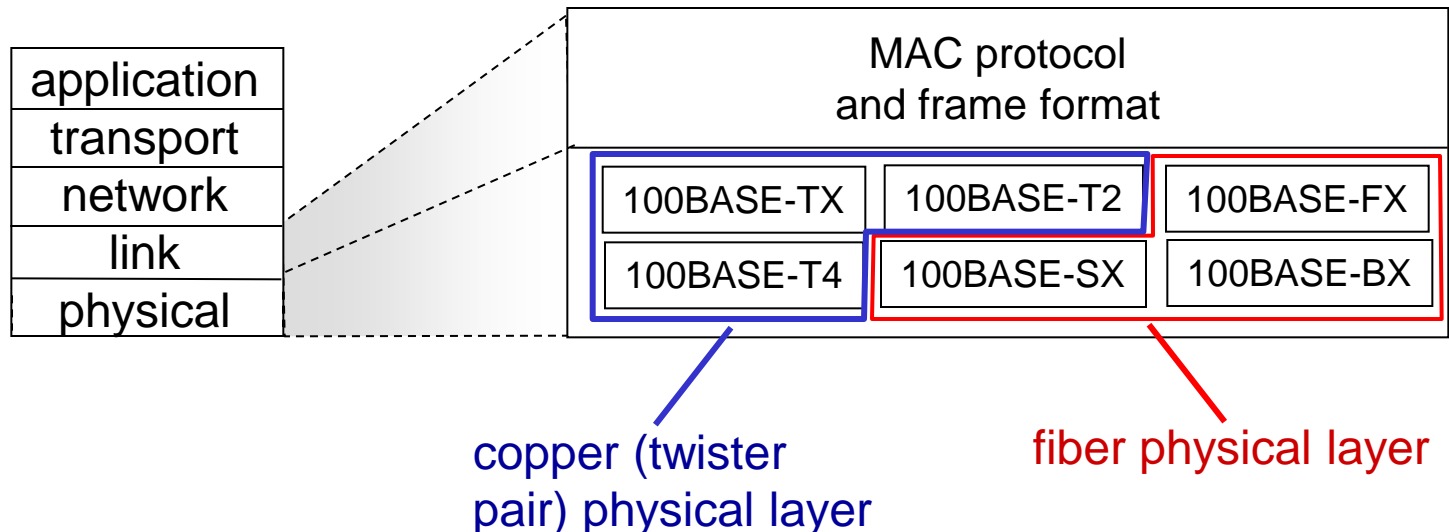 application
transport
network
link
physical
MAC protocol
and frame format
100BASE-TX
100BASE-T2
100BASE-FX
100BASE-T4
100BASE-SX
100BASE-BX
copper (twister
pair) physical layer
fiber physical layer